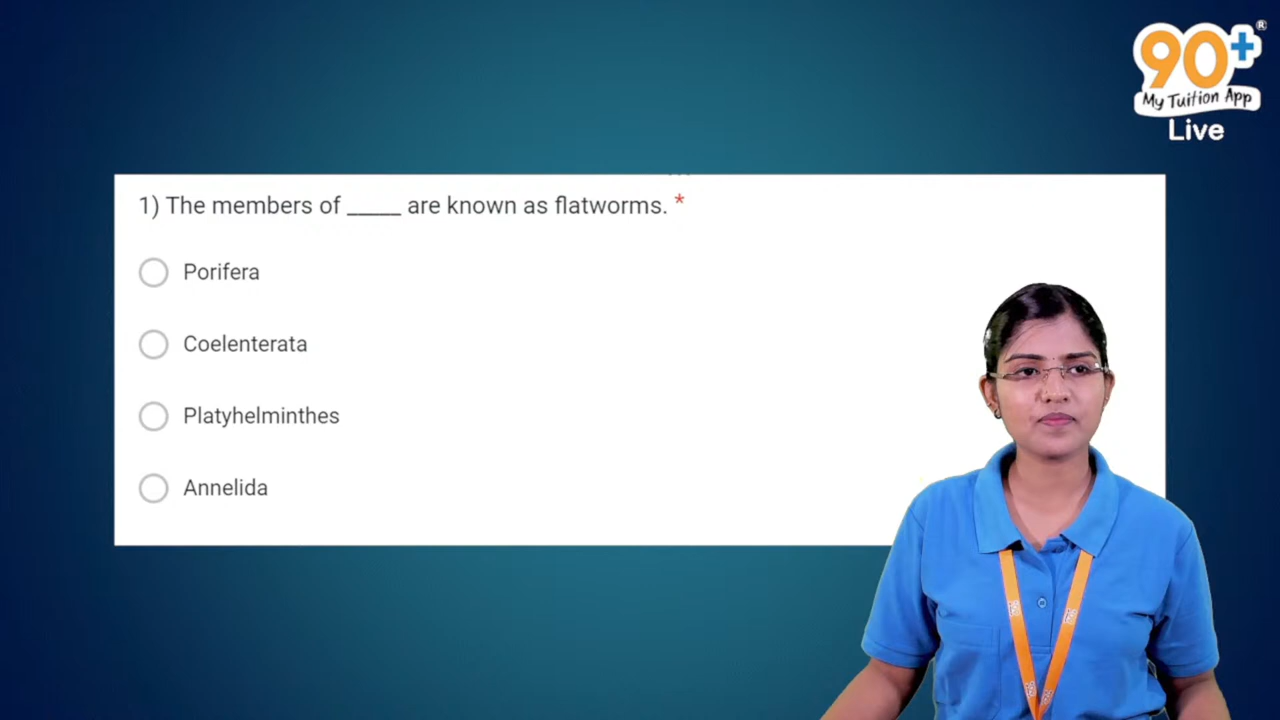 90+
®
My Tuition App
Live
1) The members of _____ are known as flatworms. *
Porifera
Coelenterata
Platyhelminthes
Annelida